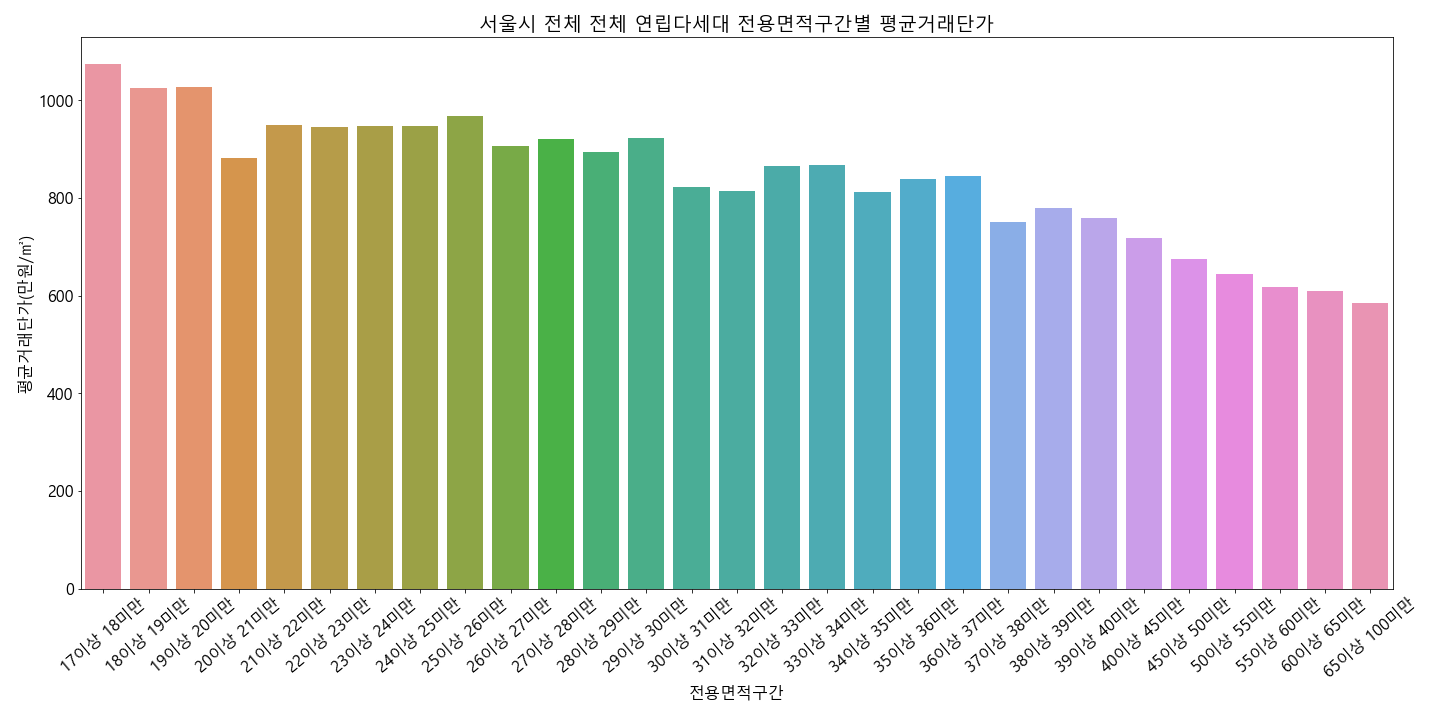 서울시 전체 전체 연립다세대 전용면적구간별 평균거래단가
평균거래단가(만원/㎡)
1000
800
600
400
200
0
17이상 18미만
18이상 19미만
19이상 20미만
20이상 21미만
21이상 22미만
22이상 23미만
23이상 24미만
24이상 25미만
25이상 26미만
26이상 27미만
27이상 28미만
28이상 29미만
29이상 30미만
30이상 31미만
31이상 32미만
32이상 33미만
33이상 34미만
34이상 35미만
35이상 36미만
36이상 37미만
37이상 38미만
38이상 39미만
39이상 40미만
40이상 45미만
45이상 50미만
50이상 55미만
55이상 60미만
60이상 65미만
65이상 100미만
전용면적구간